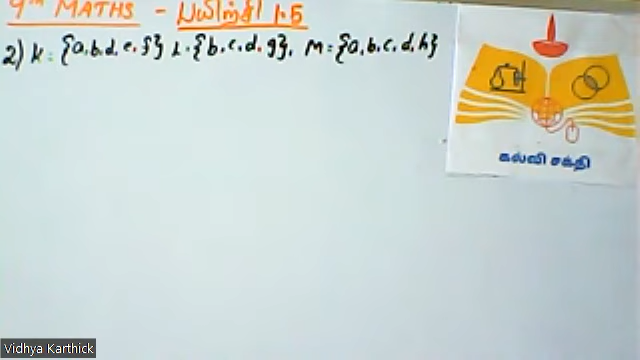 9th MATHS - பயிற்சி 1.5
2) K = {a, b, d, e, f} L = {b, c, d, g}, M = {a, b, c, d, h}
கல்வி சக்தி
Vidhya Karthick